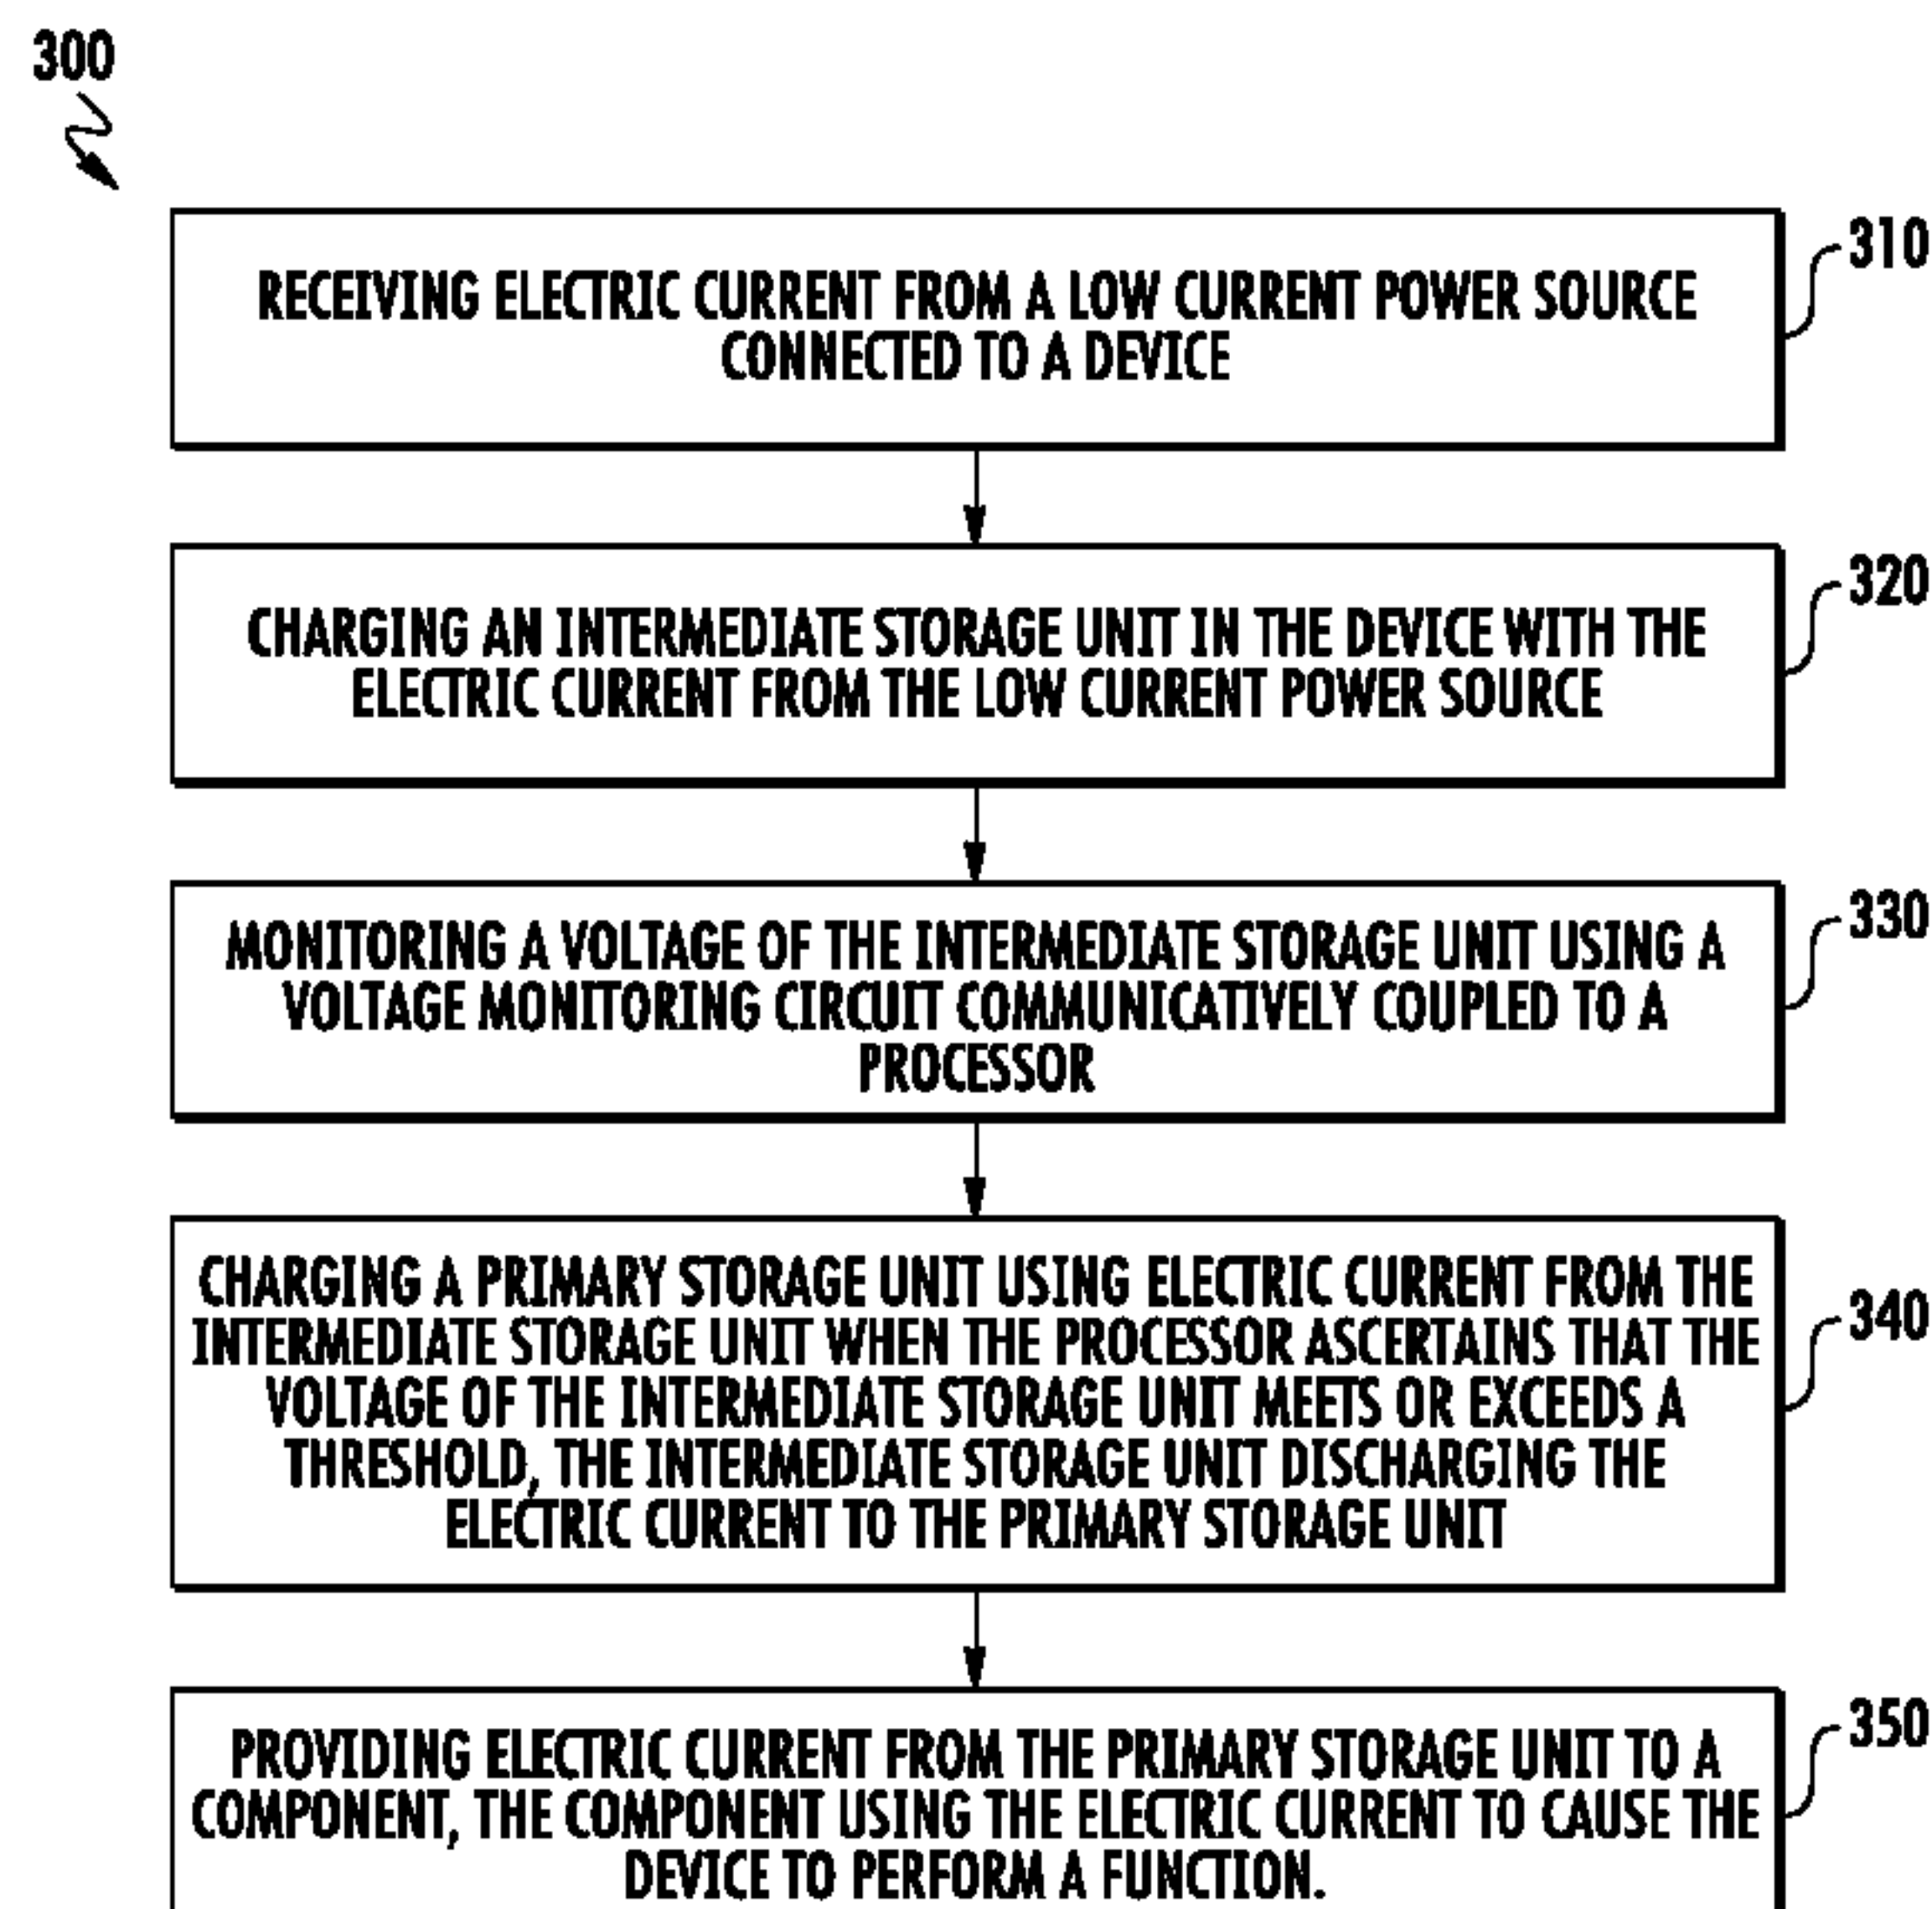 300
310
RECEIVING ELECTRIC CURRENT FROM A LOW CURRENT POWER SOURCE
CONNECTED TO A DEVICE
320
CHARGING AN INTERMEDIATE STORAGE UNIT IN THE DEVICE WITH THE
ELECTRIC CURRENT FROM THE LOW CURRENT POWER SOURCE
330
MONITORING A VOLTAGE OF THE INTERMEDIATE STORAGE UNIT USING A
VOLTAGE MONITORING CIRCUIT COMMUNICATIVELY COUPLED TO A
PROCESSOR
340
CHARGING A PRIMARY STORAGE UNIT USING ELECTRIC CURRENT FROM THE
INTERMEDIATE STORAGE UNIT WHEN THE PROCESSOR ASCERTAINS THAT THE
VOLTAGE OF THE INTERMEDIATE STORAGE UNIT MEETS OR EXCEEDS A
THRESHOLD, THE INTERMEDIATE STORAGE UNIT DISCHARGING THE
ELECTRIC CURRENT TO THE PRIMARY STORAGE UNIT
350
PROVIDING ELECTRIC CURRENT FROM THE PRIMARY STORAGE UNIT TO A
COMPONENT, THE COMPONENT USING THE ELECTRIC CURRENT TO CAUSE THE
DEVICE TO PERFORM A FUNCTION.